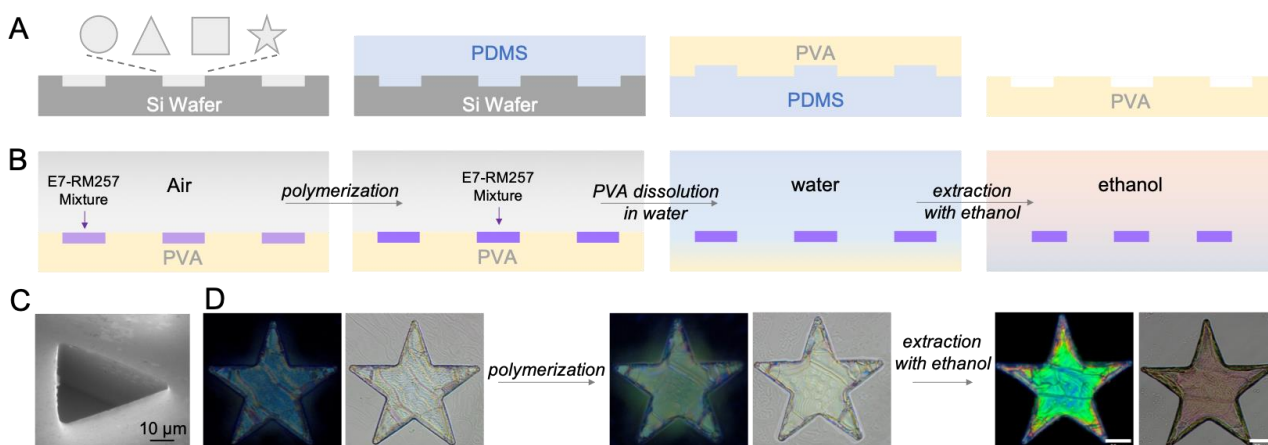 A
Si Wafer
PDMS
Si Wafer
PVA
PDMS
PVA
B
E7-RM257
Mixture
Air
PVA
polymerization
E7-RM257
Mixture
PVA
PVA dissolution
in water
water
extraction
with ethanol
ethanol
C
10 µm
D
polymerization
extraction
with ethanol